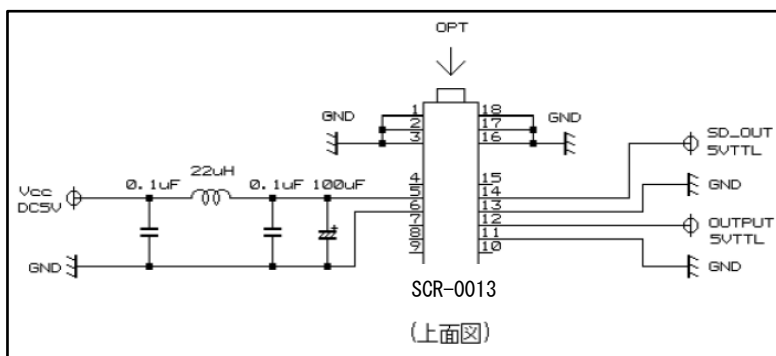 OPT
GND
1
2
3
18
17
16
GND
SD_OUT
5VTTL
22uH
0.1uF
0.1uF
100uF
Vcc
DC5V
4
5
6
7
8
9
15
14
13
12
11
10
GND
OUTPUT
5VTTL
GND
GND
+
SCR-0013
(上面図)